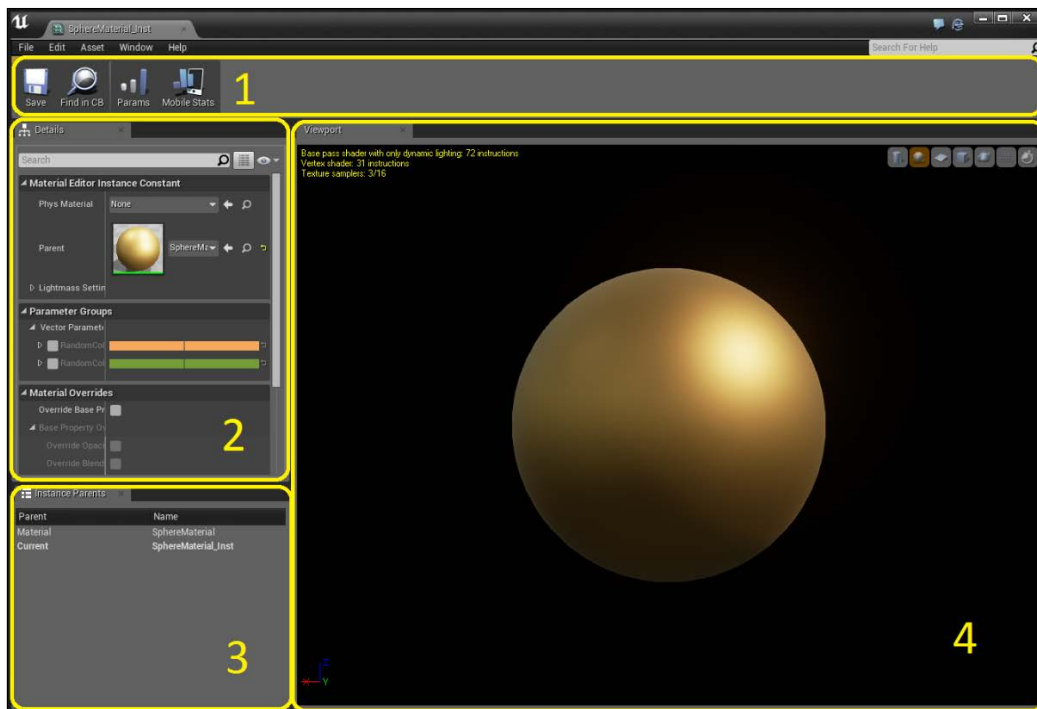 SphereMaterial_Inst
File Edit Asset Window Help
Search For Help
Save Find in CB Params Mobile Stats
1
Details
Search
Material Editor Instance Constant
Phys Material None
Parent SphereMa
Lightmass Settin
Parameter Groups
Vector Paramet
RandomCol
RandomCol
Material Overrides
Override Base Pr
Base Property Ov
Override Opac
Override Blend
2
Instance Parents
Parent Name
Material SphereMaterial
Current SphereMaterial_Inst
3
Viewport
Base pass shader with only dynamic lighting: 72 instructions
Vertex shader: 31 instructions
Texture samplers: 3/16
Z
X Y
4